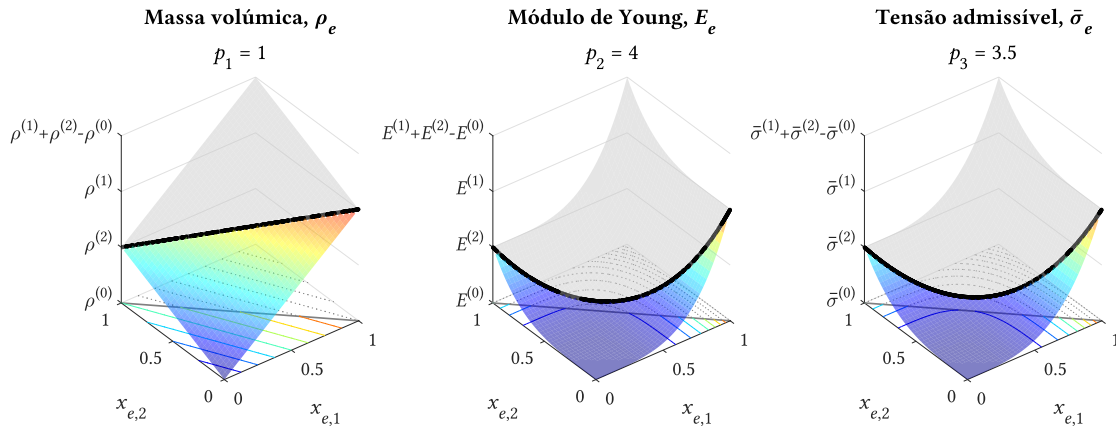 Massa volúmica, ρₑ
p₁ = 1
ρ⁽¹⁾+ρ⁽²⁾-ρ⁽⁰⁾
ρ⁽¹⁾
ρ⁽²⁾
ρ⁽⁰⁾
1
0.5
0
0
0.5
1
xₑ,₂
xₑ,₁
Módulo de Young, Eₑ
p₂ = 4
E⁽¹⁾+E⁽²⁾-E⁽⁰⁾
E⁽¹⁾
E⁽²⁾
E⁽⁰⁾
1
0.5
0
0
0.5
1
xₑ,₂
xₑ,₁
Tensão admissível, σ̄ₑ
p₃ = 3.5
σ̄⁽¹⁾+σ̄⁽²⁾-σ̄⁽⁰⁾
σ̄⁽¹⁾
σ̄⁽²⁾
σ̄⁽⁰⁾
1
0.5
0
0
0.5
1
xₑ,₂
xₑ,₁